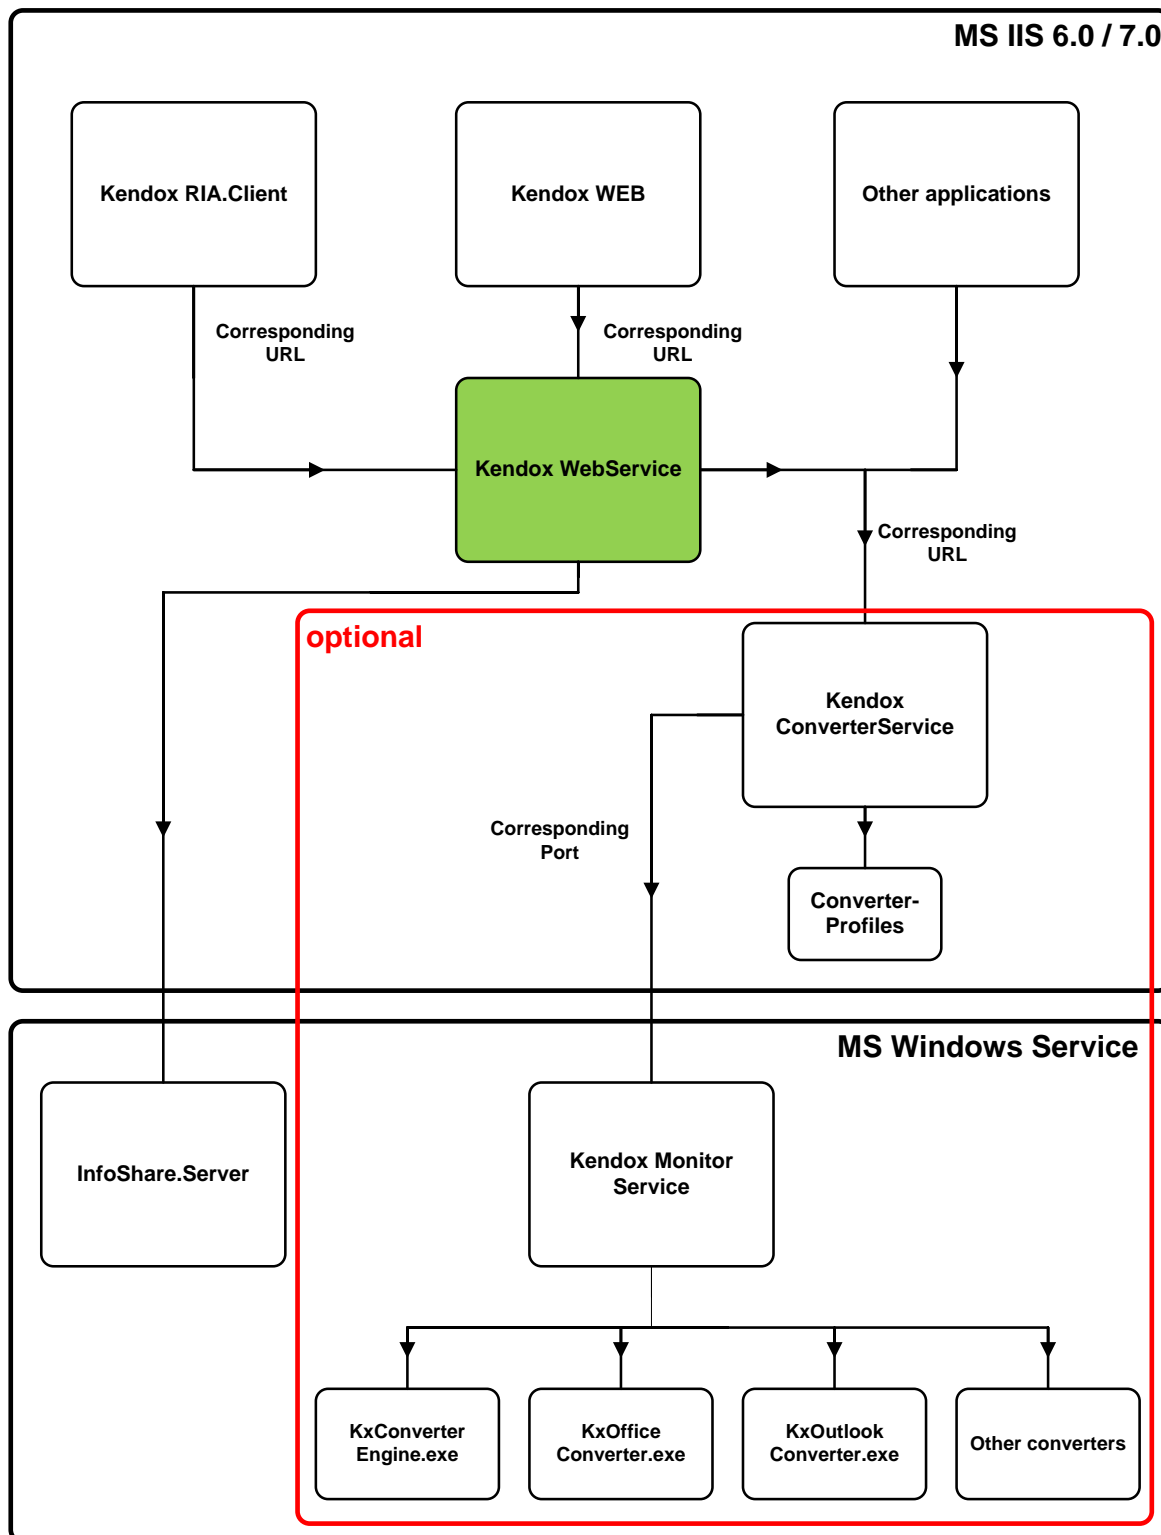 MS IIS 6.0 / 7.0
Kendox RIA.Client
Kendox WEB
Other applications
Corresponding
URL
Corresponding
URL
Kendox WebService
Corresponding
URL
optional
Kendox
ConverterService
Corresponding
Port
Converter-
Profiles
MS Windows Service
InfoShare.Server
Kendox Monitor
Service
KxConverter
Engine.exe
KxOffice
Converter.exe
KxOutlook
Converter.exe
Other converters